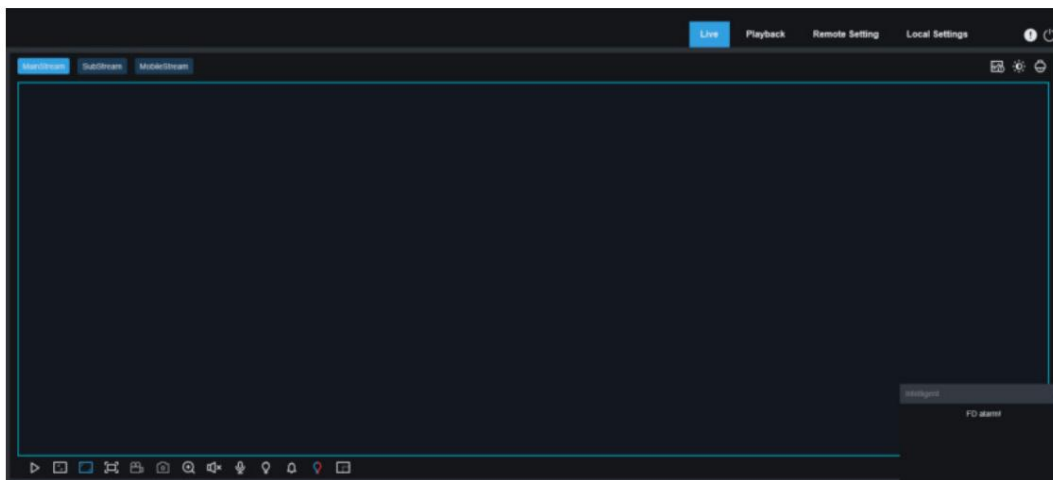 Live Playback Remote Setting Local Settings
MainStream SubStream MobileStream
Intelligent
FD alarm!